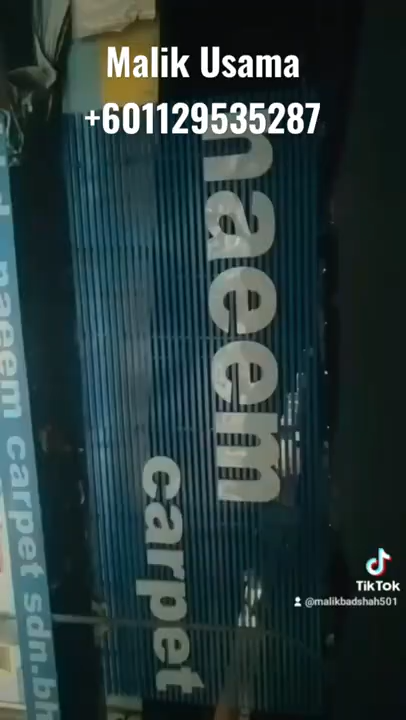 Malik Usama
+601129535287
naeem
carpet
naeem carpet sdn.bh
TikTok
@malikbadshah501